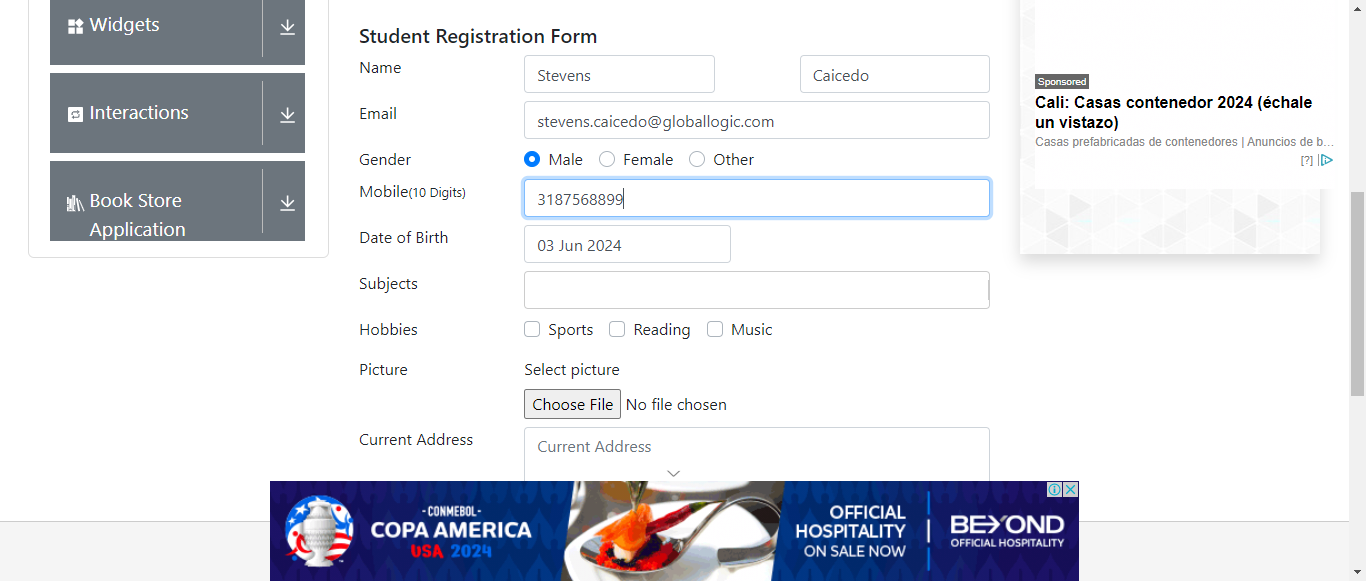 Widgets
Interactions
Book Store
Application
Student Registration Form
Name
Stevens
Caicedo
Email
stevens.caicedo@globallogic.com
Gender
Male
Female
Other
Mobile(10 Digits)
3187568899
Date of Birth
03 Jun 2024
Subjects
Hobbies
Sports
Reading
Music
Picture
Select picture
Choose File No file chosen
Current Address
Current Address
Sponsored
Cali: Casas contenedor 2024 (échale
un vistazo)
Casas prefabricadas de contenedores | Anuncios de b...
[?]
-CONMEBOL-
COPA AMERICA
USA 2024
OFFICIAL
HOSPITALITY
ON SALE NOW
BEYOND
OFFICIAL HOSPITALITY